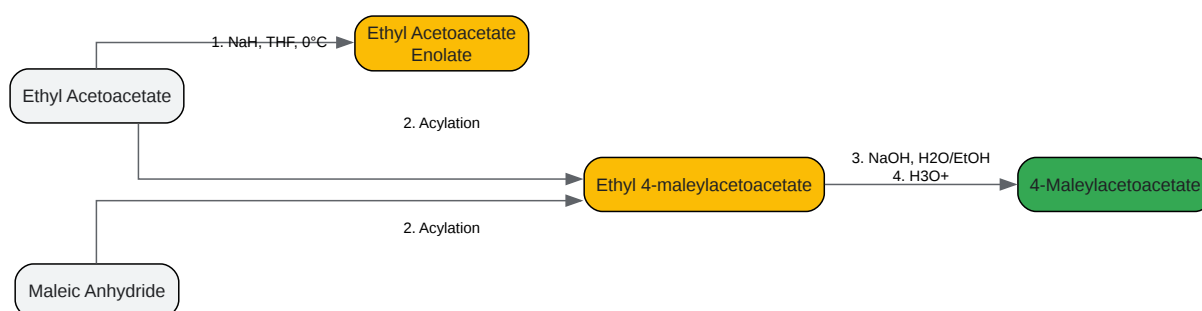 Ethyl Acetoacetate
Enolate
1. NaH, THF, 0°C
Ethyl Acetoacetate
2. Acylation
3. NaOH, H2O/EtOH
4. H3O+
Ethyl 4-maleylacetoacetate
4-Maleylacetoacetate
2. Acylation
Maleic Anhydride